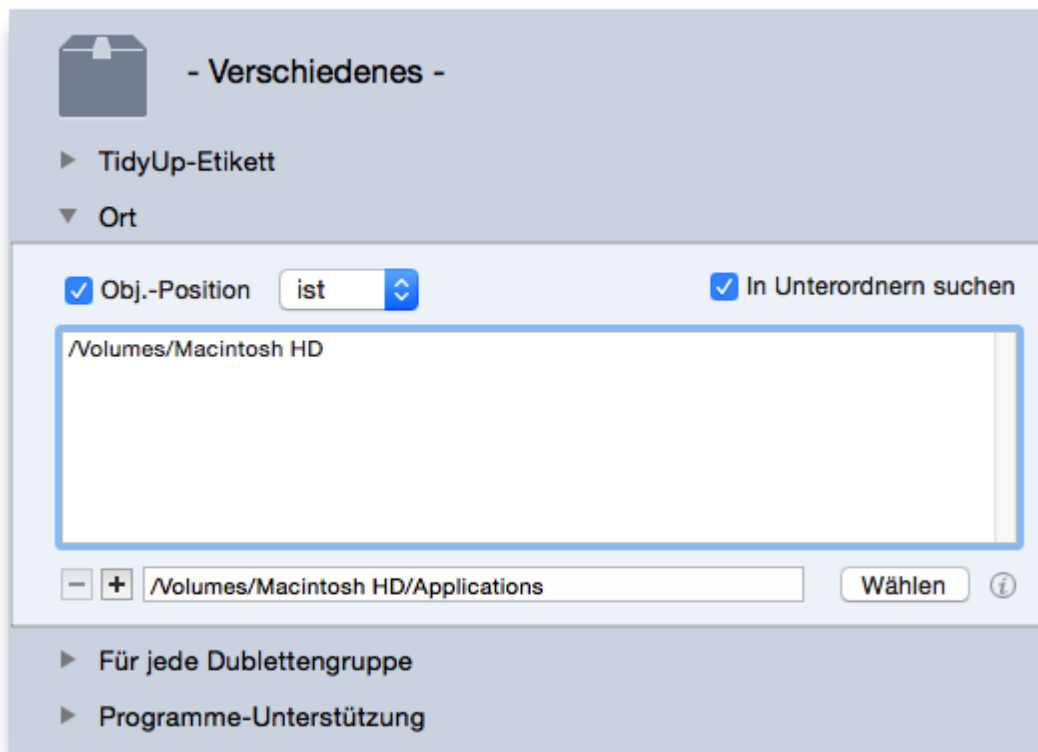 - Verschiedenes -
TidyUp-Etikett
Ort
Obj.-Position ist In Unterordnern suchen
/Volumes/Macintosh HD
/Volumes/Macintosh HD/Applications Wählen
Für jede Dublettengruppe
Programme-Unterstützung